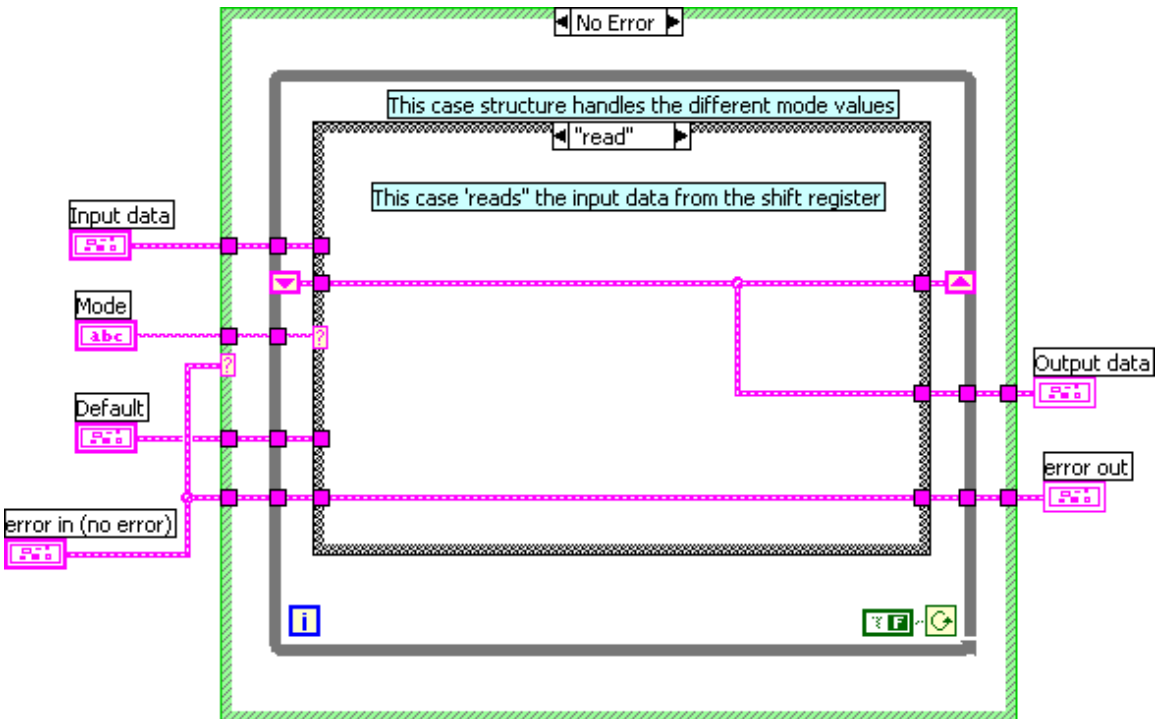 No Error
This case structure handles the different mode values
"read"
This case 'reads" the input data from the shift register
Input data
Mode
abc
?
?
Default
error in (no error)
Output data
error out
i
? F